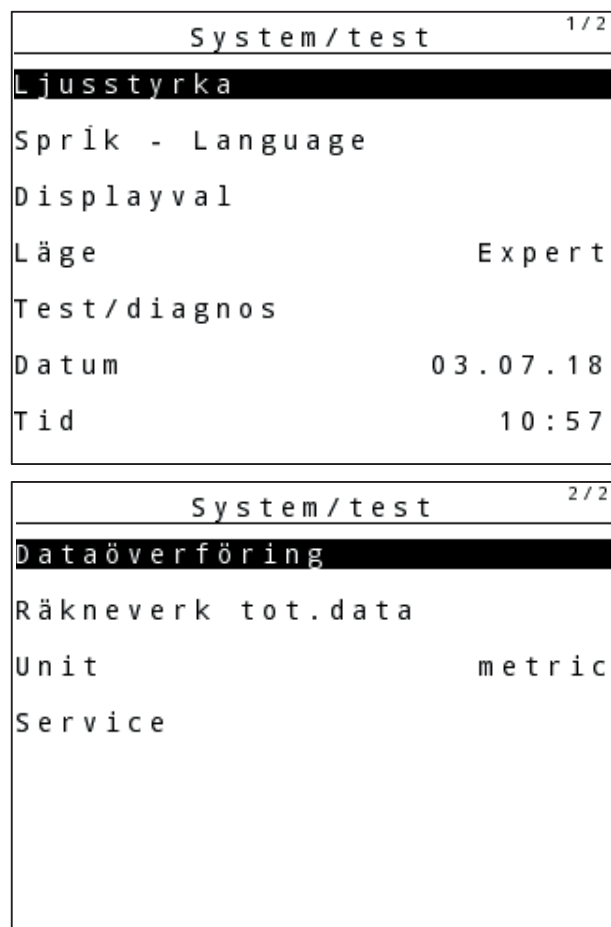 System/test 1/2
Ljusstyrka
Sprİk - Language
Displayval
Läge Expert
Test/diagnos
Datum 03.07.18
Tid 10:57
System/test 2/2
Dataöverföring
Räkneverk tot.data
Unit metric
Service